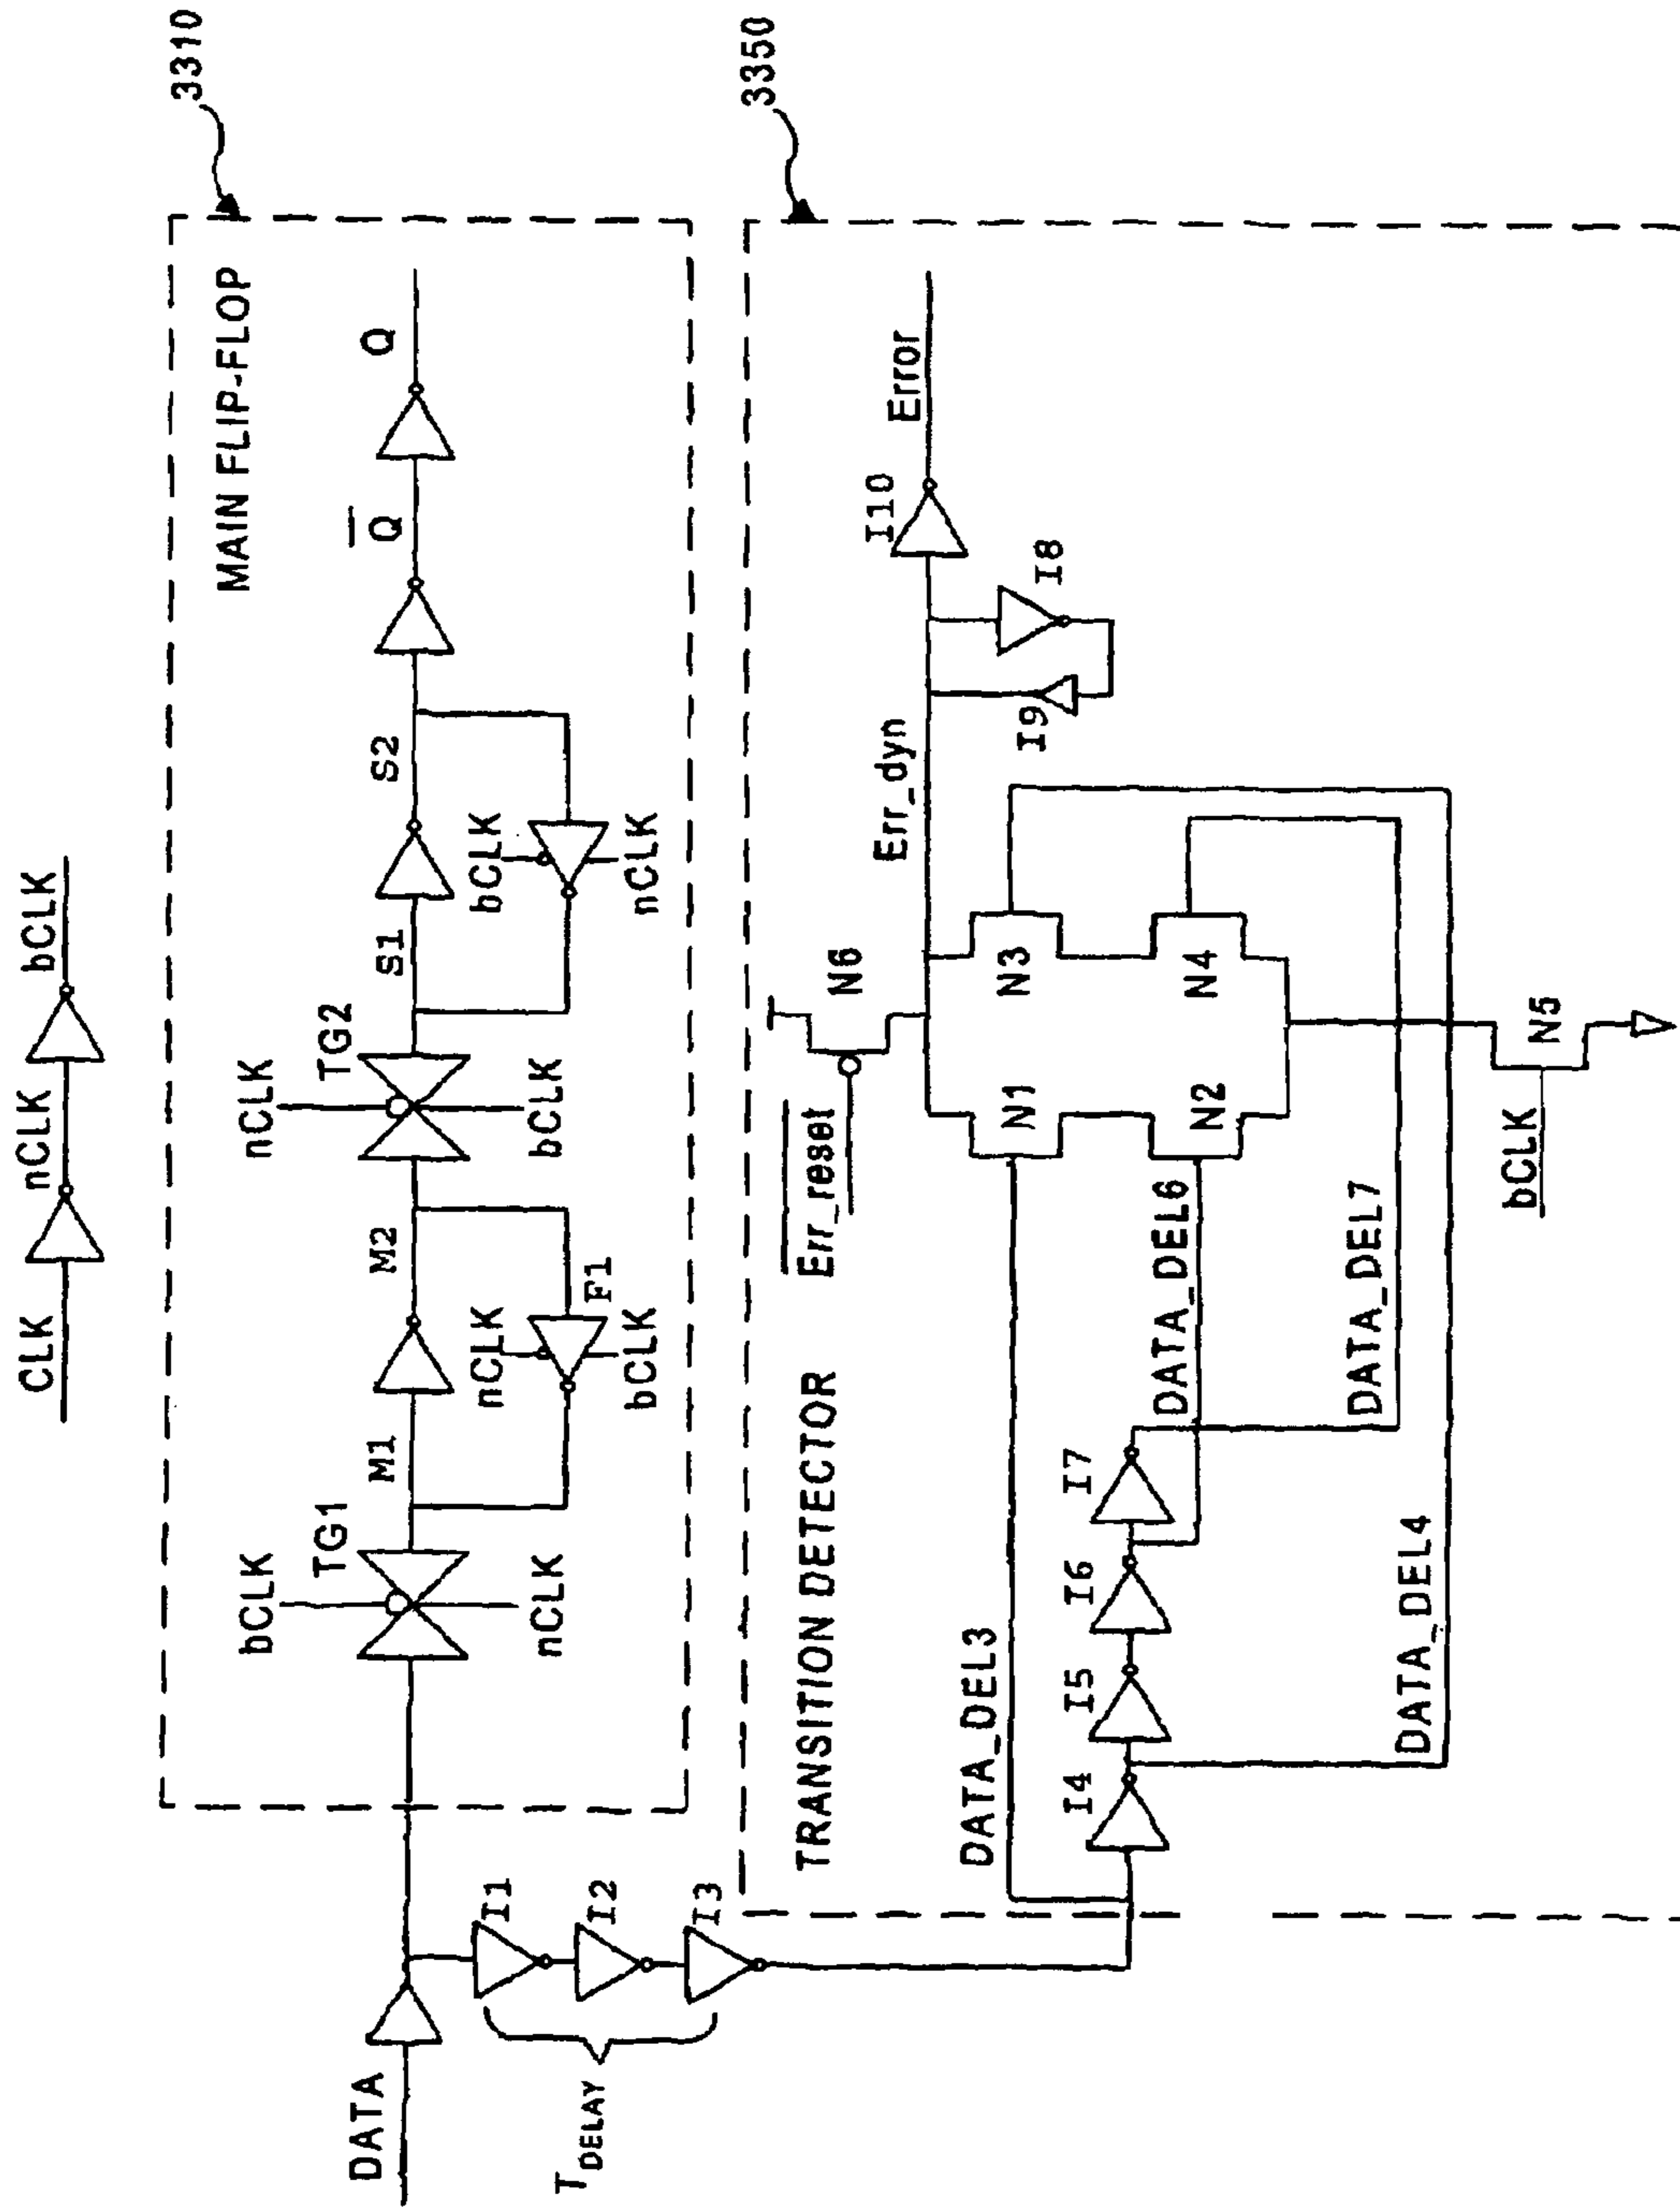 CLK
nCLK
bCLK
3310
MAIN FLIP-FLOP
DATA
bCLK
TG1
nCLK
M1
M2
nCLK
F1
bCLK
nCLK
TG2
bCLK
S1
S2
bCLK
nCLK
Q
Q
T DELAY
I1
I2
I3
3350
TRANSITION DETECTOR
Err_reset
N6
Err_dyn
I10
Error
I9
I8
DATA_DEL3
N1
N3
I4
I5
I6
I7
DATA_DEL6
N2
N4
DATA_DEL7
DATA_DEL4
bCLK
N5